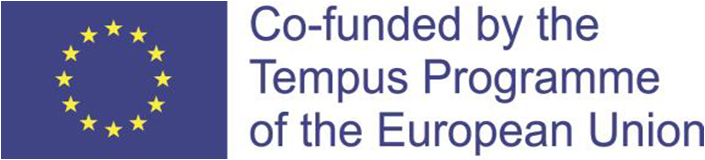 Co-funded by the
Tempus Programme
of the European Union